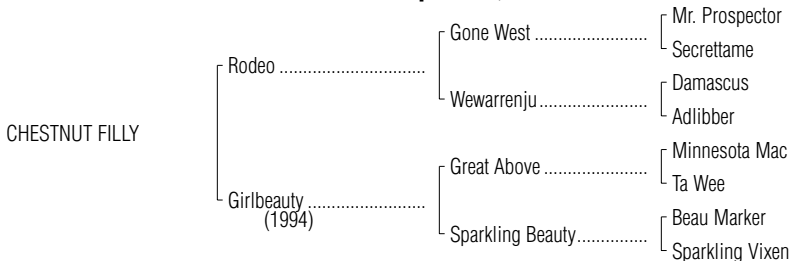 Mr. Prospector
Gone West ..........................
Secrettame
Rodeo .................................
Damascus
Wewarrenju.........................
Adlibber
CHESTNUT FILLY
Minnesota Mac
Great Above ........................
Ta Wee
Girlbeauty ...........................
(1994)
Beau Marker
Sparkling Beauty................
Sparkling Vixen